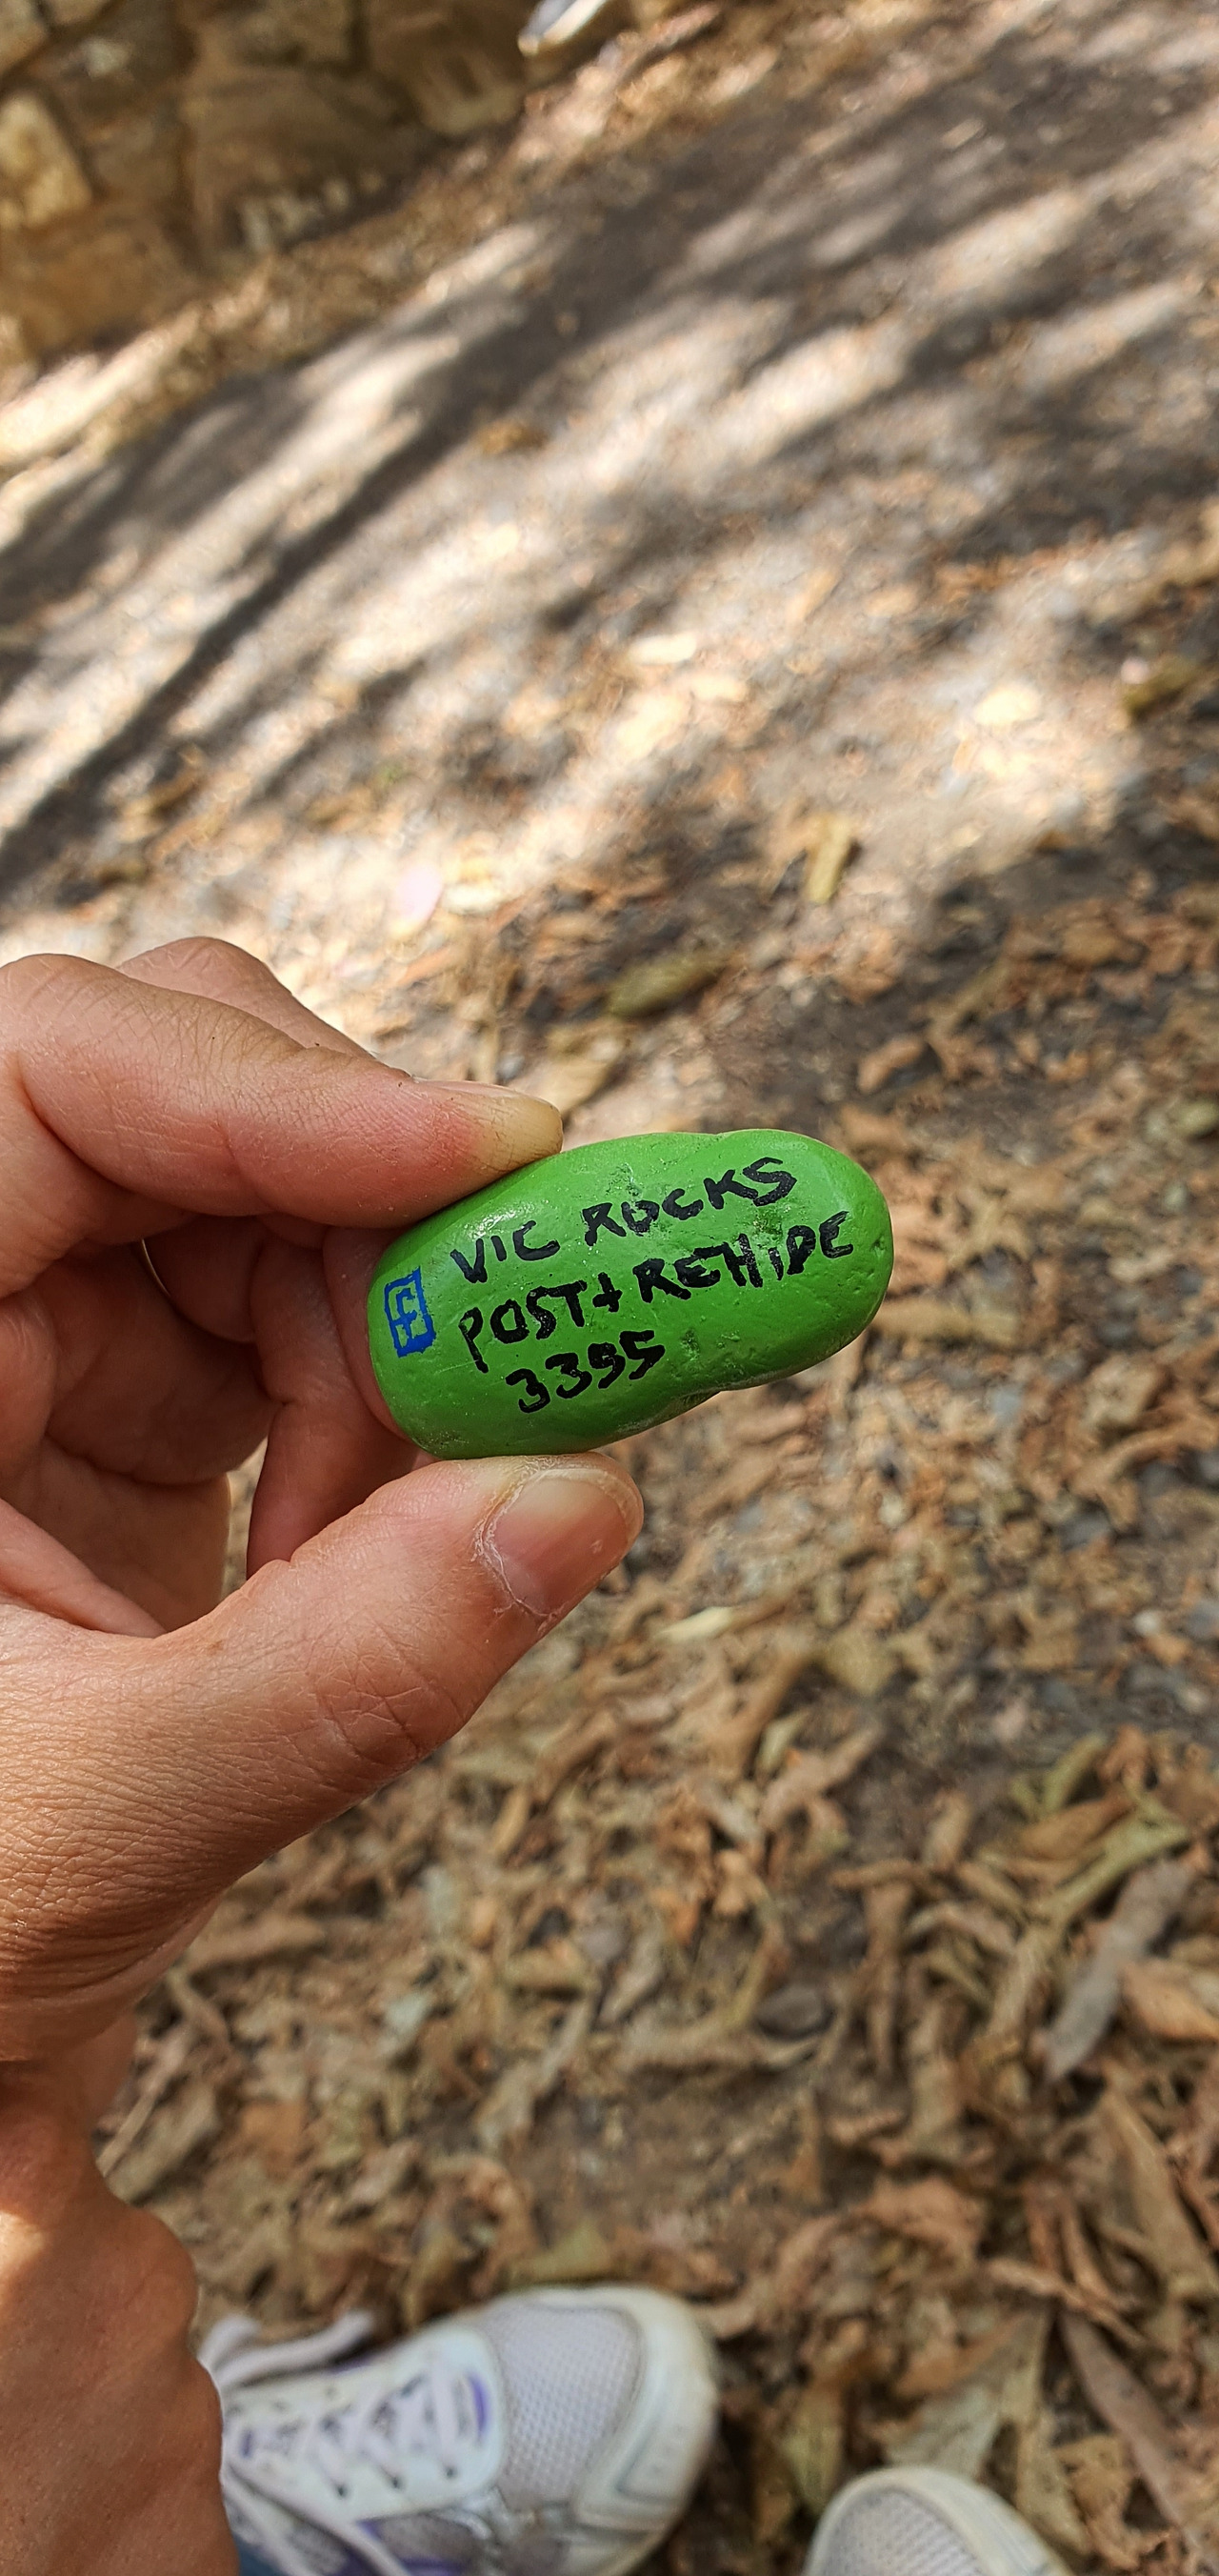 VIC ROCKS
POST + REHIDE
3395
f